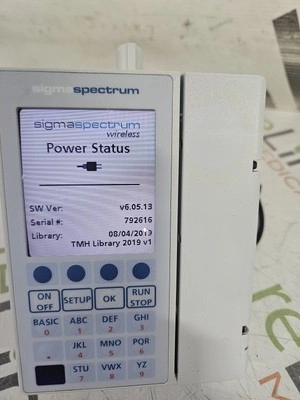 sigmaspectrum
sigmaspectrum
wireless
Power Status
SW Ver: v6.05.13
Serial #: 792616
Library: 08/04/2019
TMH Library 2019 v1
ON OFF SETUP OK RUN STOP
BASIC ABC DEF GHI
0 1 2 3
JKL MNO PQR
. 4 5 6
STU VWX YZ
7 8 9